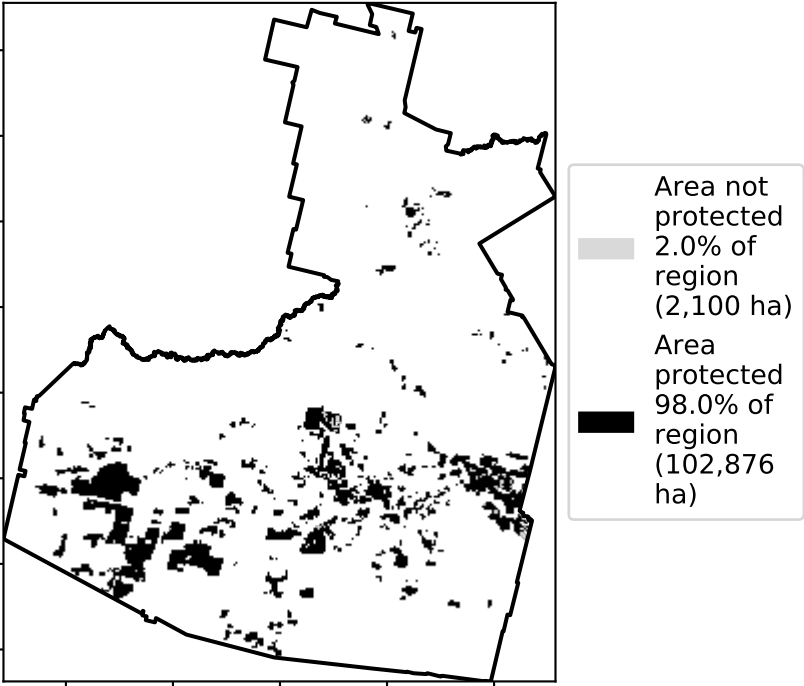 Area not
protected
2.0% of
region
(2,100 ha)
Area
protected
98.0% of
region
(102,876
ha)